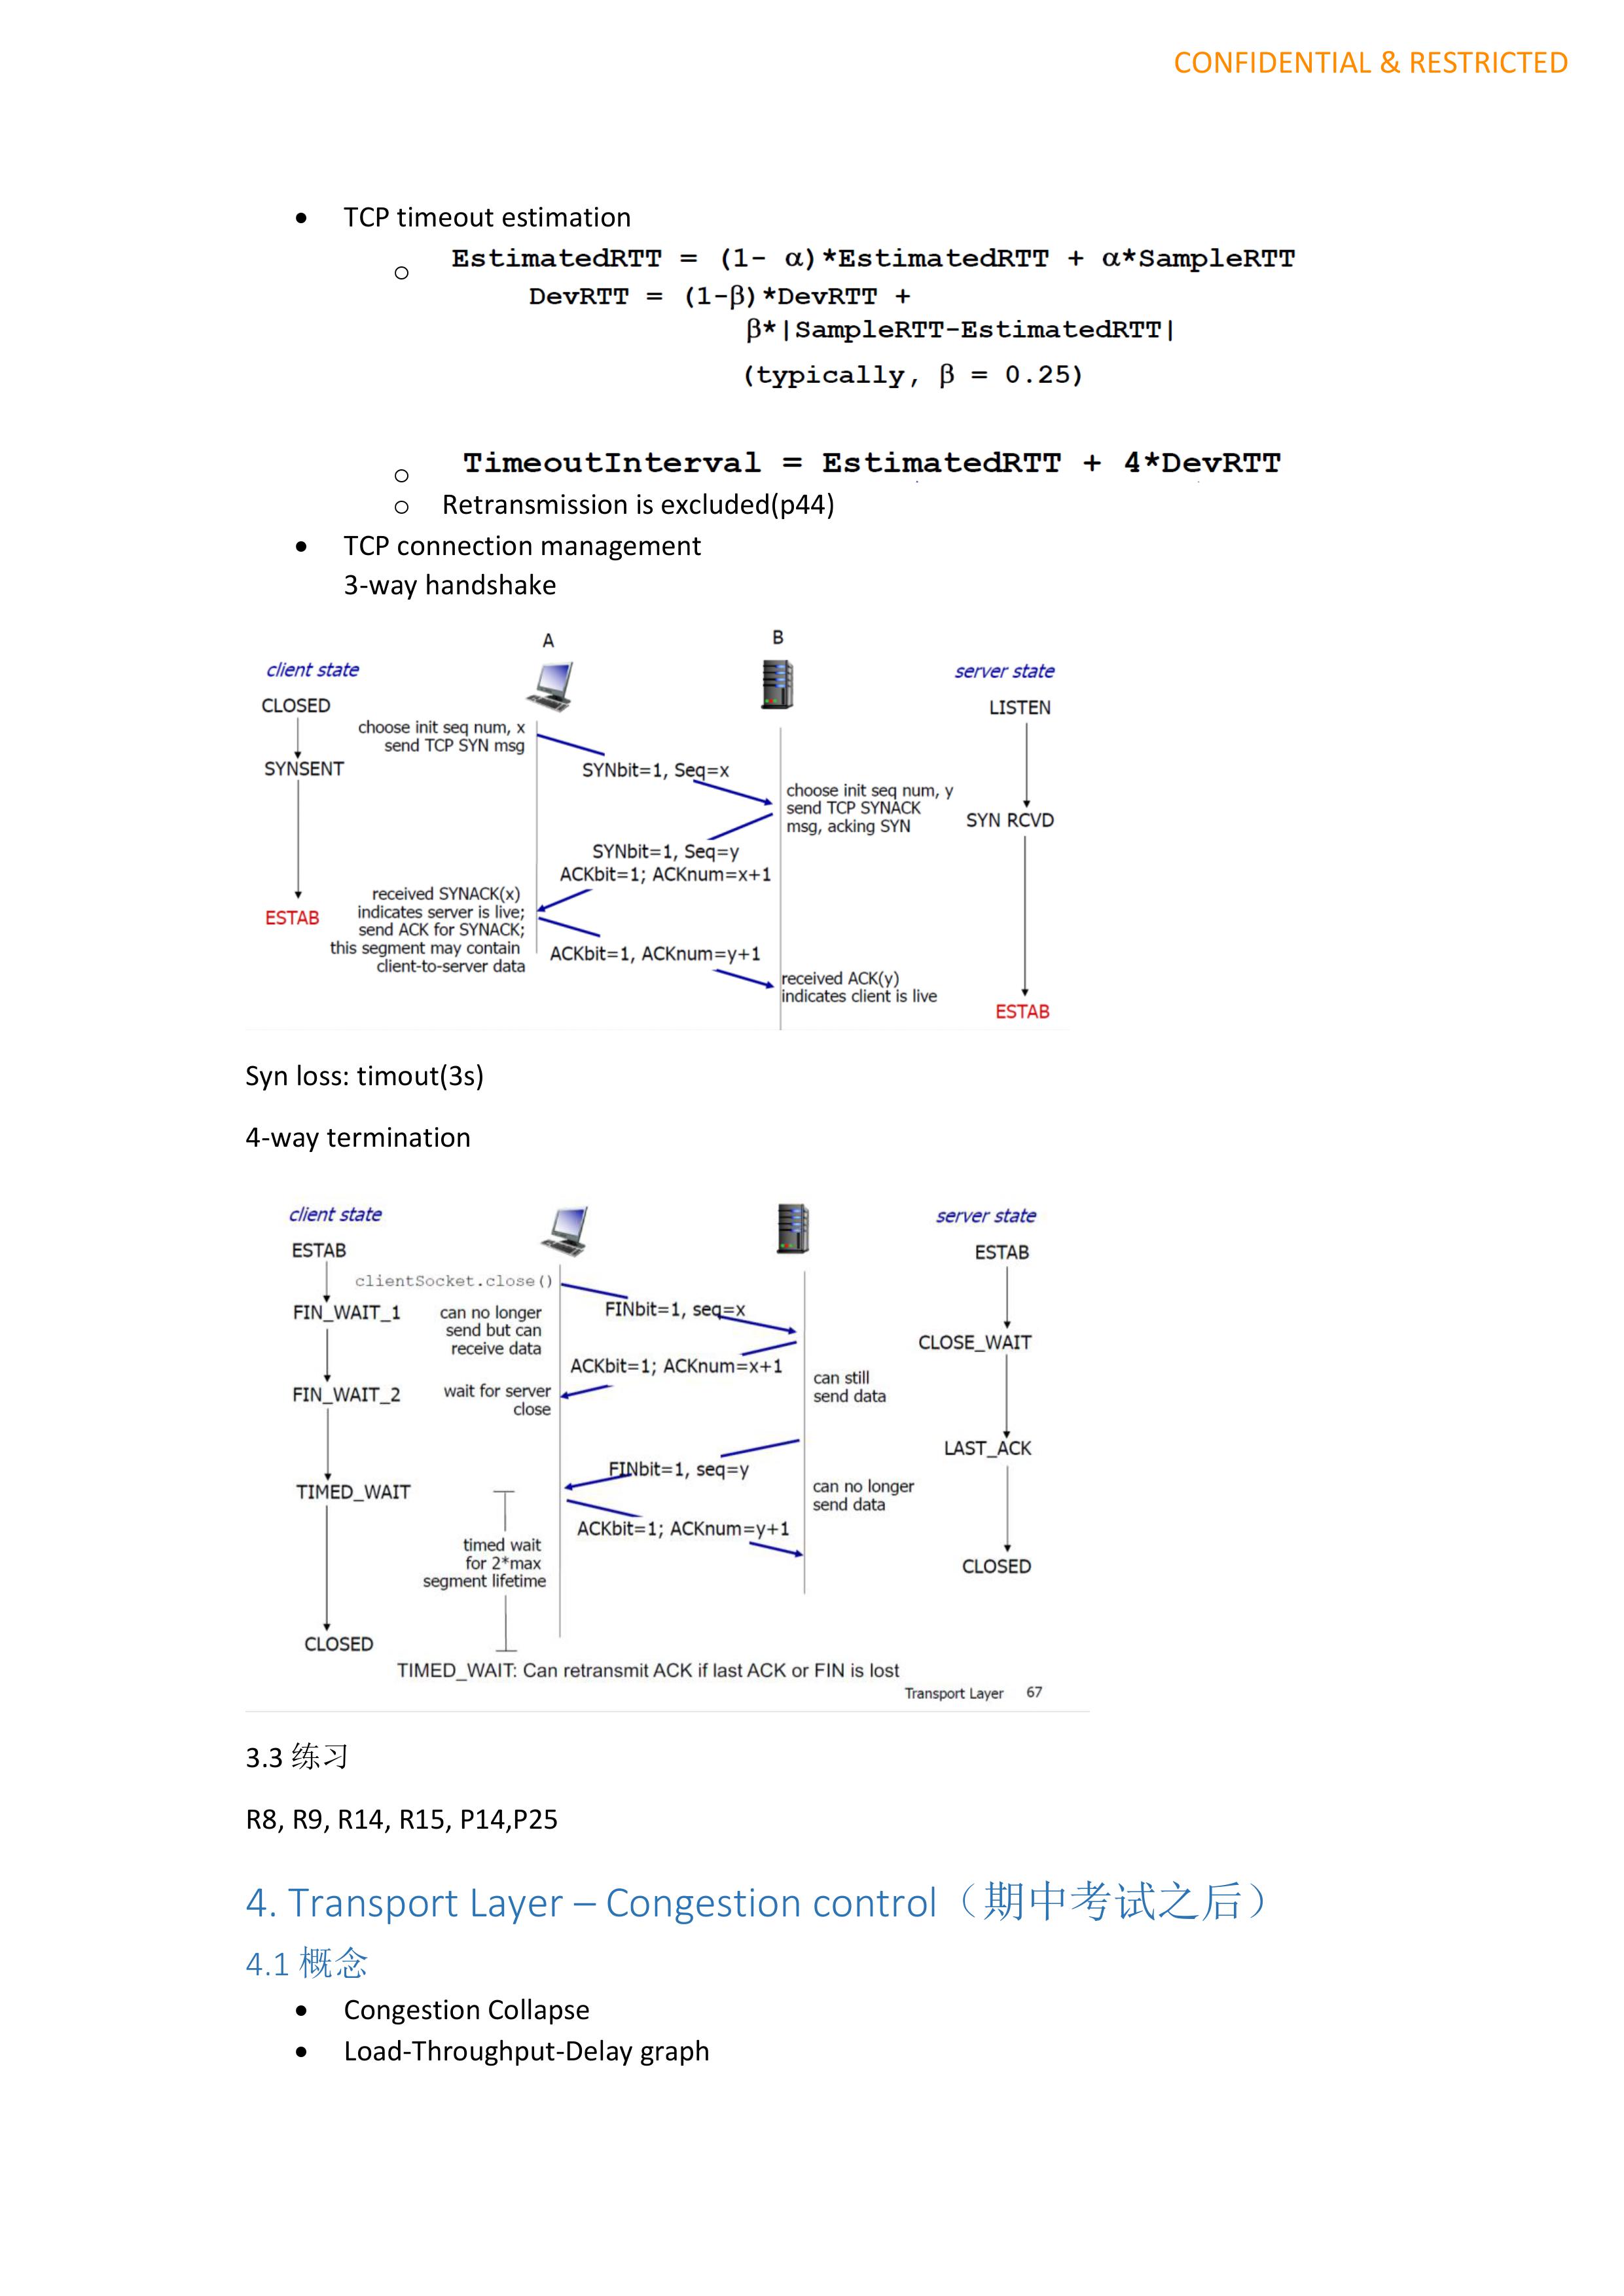 CONFIDENTIAL & RESTRICTED
• TCP timeout estimation
○ EstimatedRTT = (1- α)*EstimatedRTT + α*SampleRTT
DevRTT = (1-β)*DevRTT +
β*|SampleRTT-EstimatedRTT|
(typically, β = 0.25)
○ TimeoutInterval = EstimatedRTT + 4*DevRTT
○ Retransmission is excluded(p44)
• TCP connection management
3-way handshake
A
B
client state
server state
CLOSED
LISTEN
choose init seq num, x
send TCP SYN msg
SYNSENT
SYNbit=1, Seq=x
choose init seq num, y
send TCP SYNACK
msg, acking SYN
SYN RCVD
SYNbit=1, Seq=y
ACKbit=1; ACKnum=x+1
ESTAB
received SYNACK(x)
indicates server is live;
send ACK for SYNACK;
this segment may contain
client-to-server data
ACKbit=1, ACKnum=y+1
received ACK(y)
indicates client is live
ESTAB
Syn loss: timout(3s)
4-way termination
client state
server state
ESTAB
ESTAB
clientSocket.close()
FIN_WAIT_1
can no longer
send but can
receive data
FINbit=1, seq=x
CLOSE_WAIT
ACKbit=1; ACKnum=x+1
can still
send data
FIN_WAIT_2
wait for server
close
LAST_ACK
FINbit=1, seq=y
can no longer
send data
TIMED_WAIT
ACKbit=1; ACKnum=y+1
timed wait
for 2*max
segment lifetime
CLOSED
CLOSED
TIMED_WAIT: Can retransmit ACK if last ACK or FIN is lost
Transport Layer 67
3.3 练习
R8, R9, R14, R15, P14,P25
4. Transport Layer – Congestion control（期中考试之后）
4.1 概念
• Congestion Collapse
• Load-Throughput-Delay graph